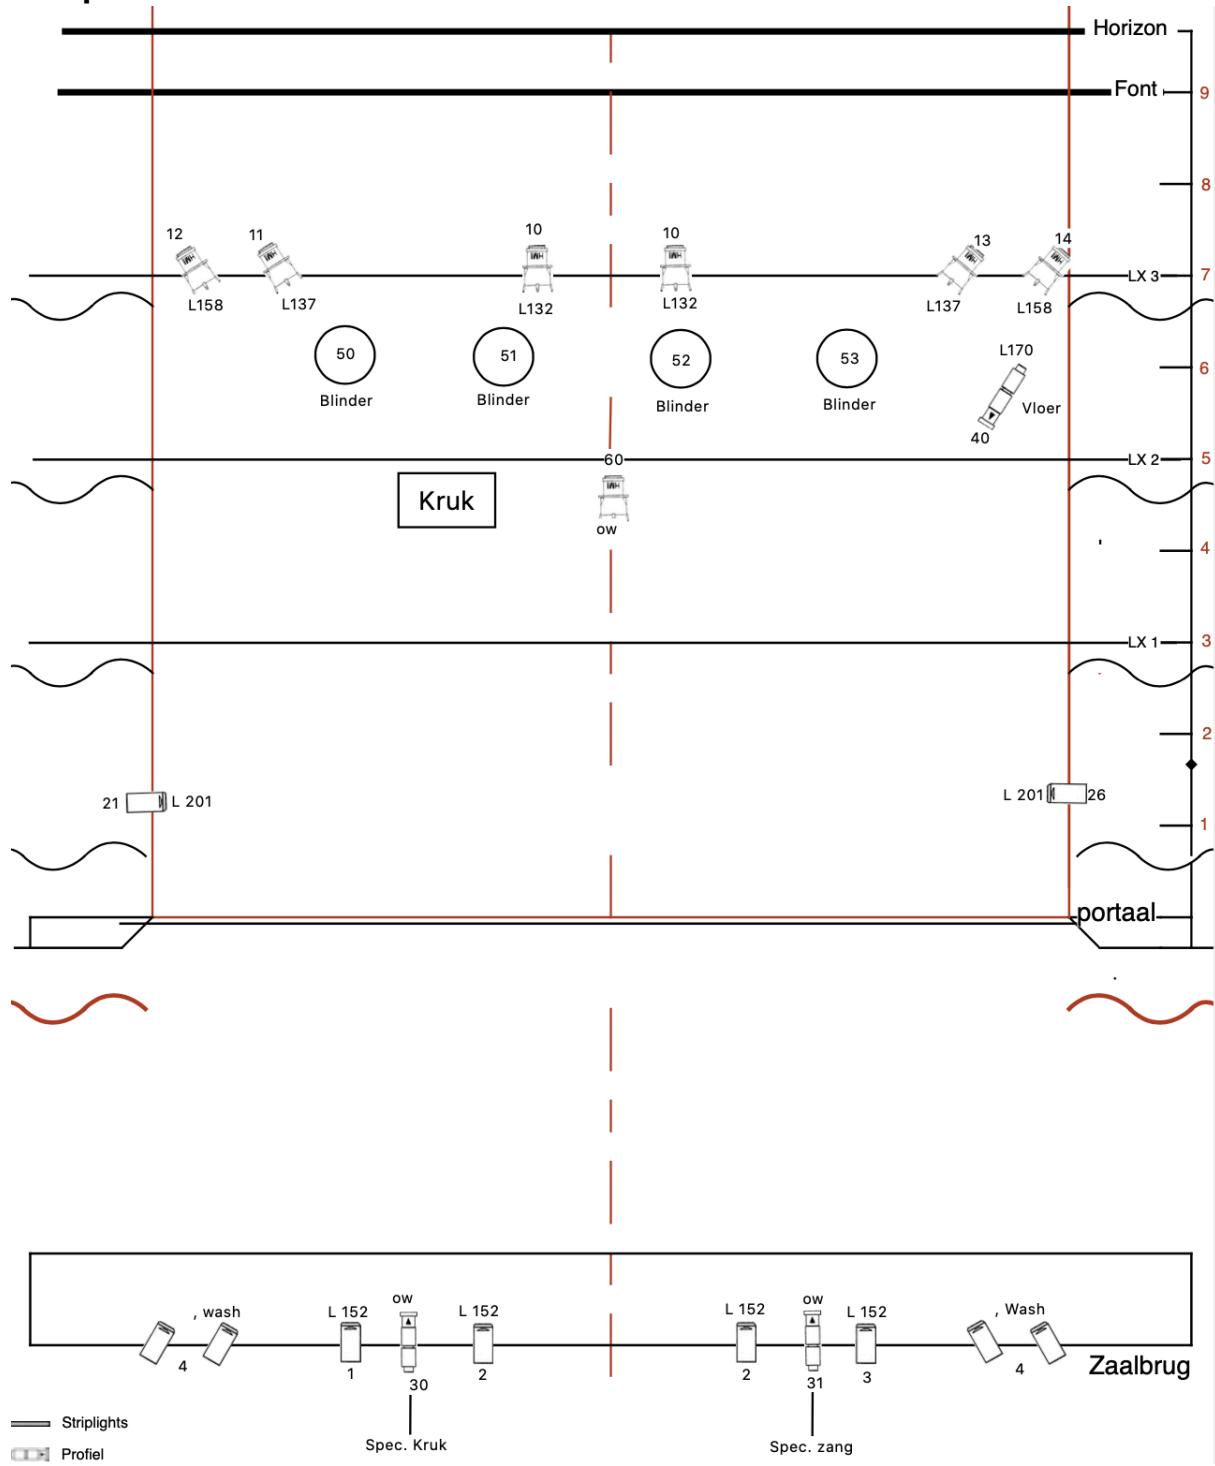 Horizon
Font
9
8
12
11
10
10
13
14
LX 3
7
L158
L137
L132
L132
L137
L158
50
51
52
53
L170
6
Blinder
Blinder
Blinder
Blinder
Vloer
40
60
LX 2
5
Kruk
ow
4
LX 1
3
2
21
L 201
L 201
26
1
portaal
ow
ow
, wash
L 152
L 152
L 152
L 152
, Wash
4
1
30
2
2
31
3
4
Zaalbrug
Striplights
Spec. Kruk
Spec. zang
Profiel